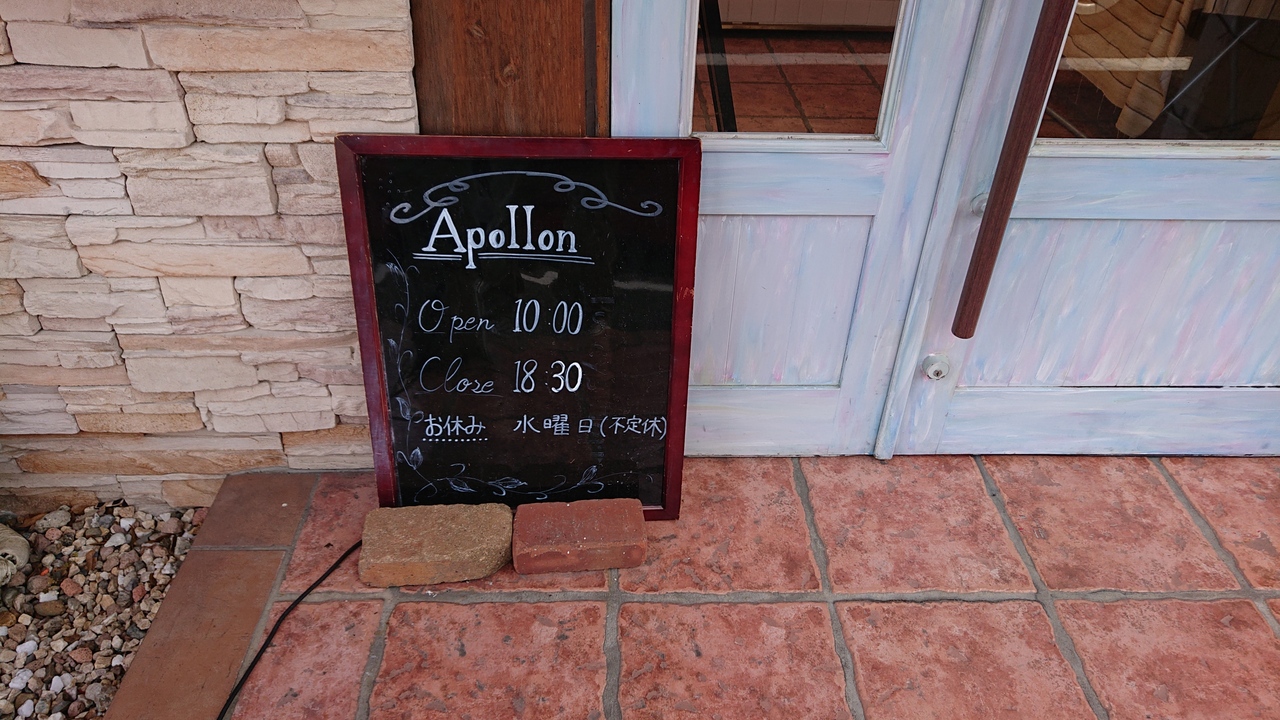 Apollon
Open 10:00
Close 18:30
お休み 水曜日(不定休)